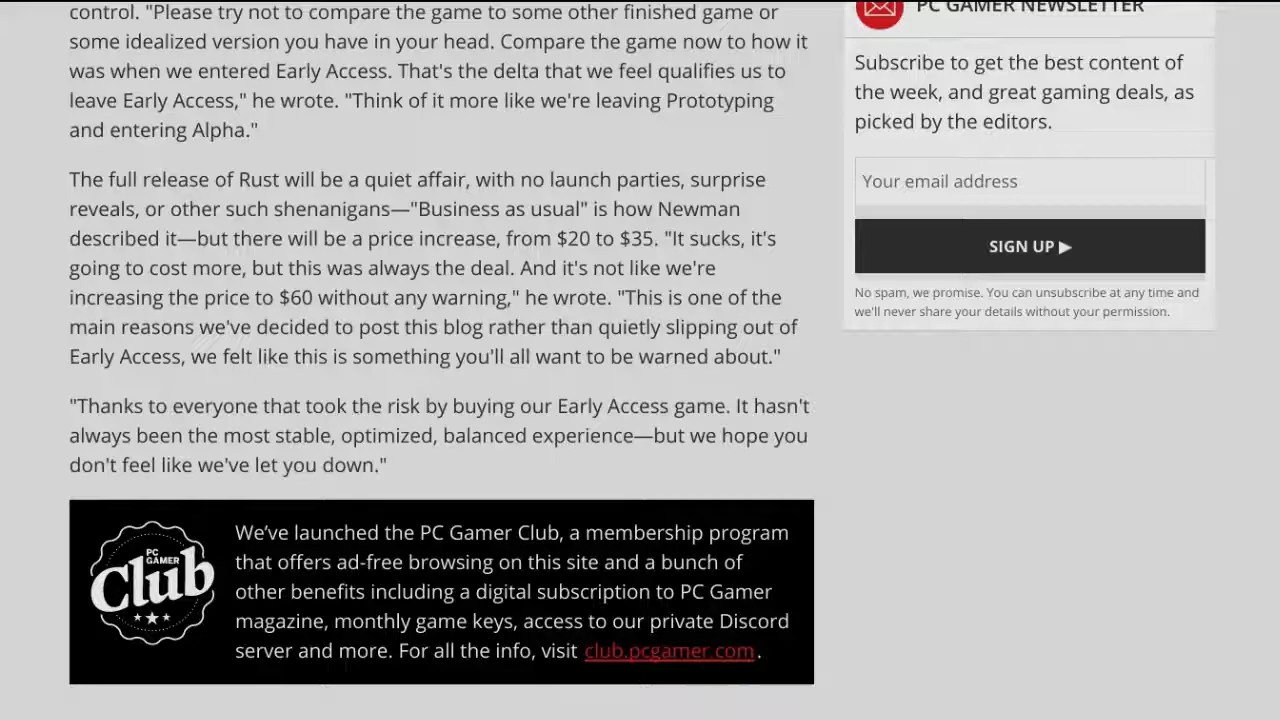 control. "Please try not to compare the game to some other finished game or
some idealized version you have in your head. Compare the game now to how it
was when we entered Early Access. That's the delta that we feel qualifies us to
leave Early Access," he wrote. "Think of it more like we're leaving Prototyping
and entering Alpha."
The full release of Rust will be a quiet affair, with no launch parties, surprise
reveals, or other such shenanigans—"Business as usual" is how Newman
described it—but there will be a price increase, from $20 to $35. "It sucks, it's
going to cost more, but this was always the deal. And it's not like we're
increasing the price to $60 without any warning," he wrote. "This is one of the
main reasons we've decided to post this blog rather than quietly slipping out of
Early Access, we felt like this is something you'll all want to be warned about."
"Thanks to everyone that took the risk by buying our Early Access game. It hasn't
always been the most stable, optimized, balanced experience—but we hope you
don't feel like we've let you down."
PC
GAMER
Club
We’ve launched the PC Gamer Club, a membership program
that offers ad-free browsing on this site and a bunch of
other benefits including a digital subscription to PC Gamer
magazine, monthly game keys, access to our private Discord
server and more. For all the info, visit club.pcgamer.com.
PC GAMER NEWSLETTER
Subscribe to get the best content of
the week, and great gaming deals, as
picked by the editors.
Your email address
SIGN UP ▶
No spam, we promise. You can unsubscribe at any time and
we'll never share your details without your permission.